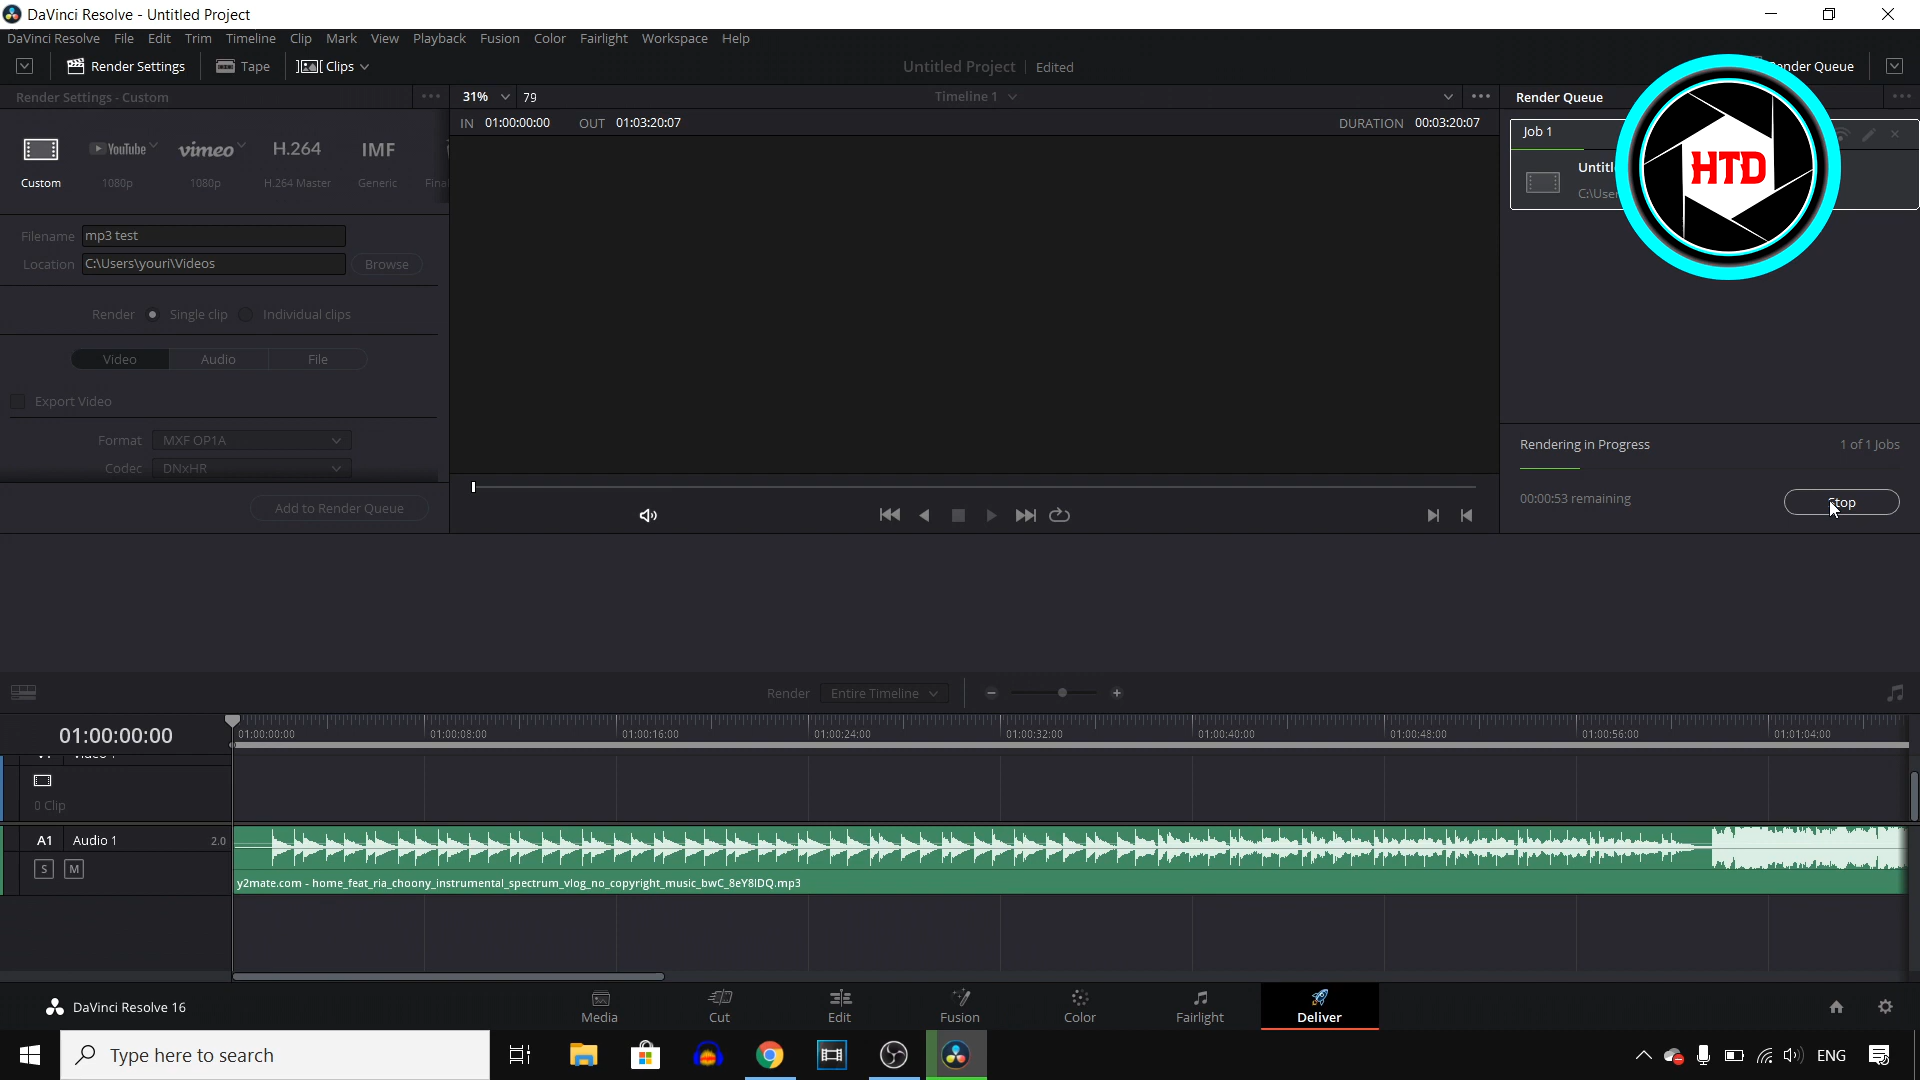 DaVinci Resolve - Untitled Project
DaVinci Resolve File Edit Trim Timeline Clip Mark View Playback Fusion Color Fairlight Workspace Help
Render Settings Tape Clips Untitled Project Edited Render Queue
Render Settings - Custom 31% 79 Timeline 1 Render Queue
IN 01:00:00:00 OUT 01:03:20:07 DURATION 00:03:20:07
Job 1
HTD
YouTube vimeo H.264 IMF
Custom 1080p 1080p H.264 Master Generic
Filename mp3 test
Location C:\Users\youri\Videos Browse
Render Single clip Individual clips
Video Audio File
Export Video
Format MXF OP1A
Codec DNxHR
Add to Render Queue
Rendering in Progress 1 of 1 Jobs
00:00:53 remaining Stop
Render Entire Timeline
01:00:00:00 01:00:00:00 01:00:08:00 01:00:16:00 01:00:24:00 01:00:32:00 01:00:40:00 01:00:48:00 01:00:56:00 01:01:04:00
0 Clip
A1 Audio 1 2.0
S M
y2mate.com - home_feat_ria_choony_instrumental_spectrum_vlog_no_copyright_music_bwC_8eY8IDQ.mp3
DaVinci Resolve 16 Media Cut Edit Fusion Color Fairlight Deliver
Type here to search ENG